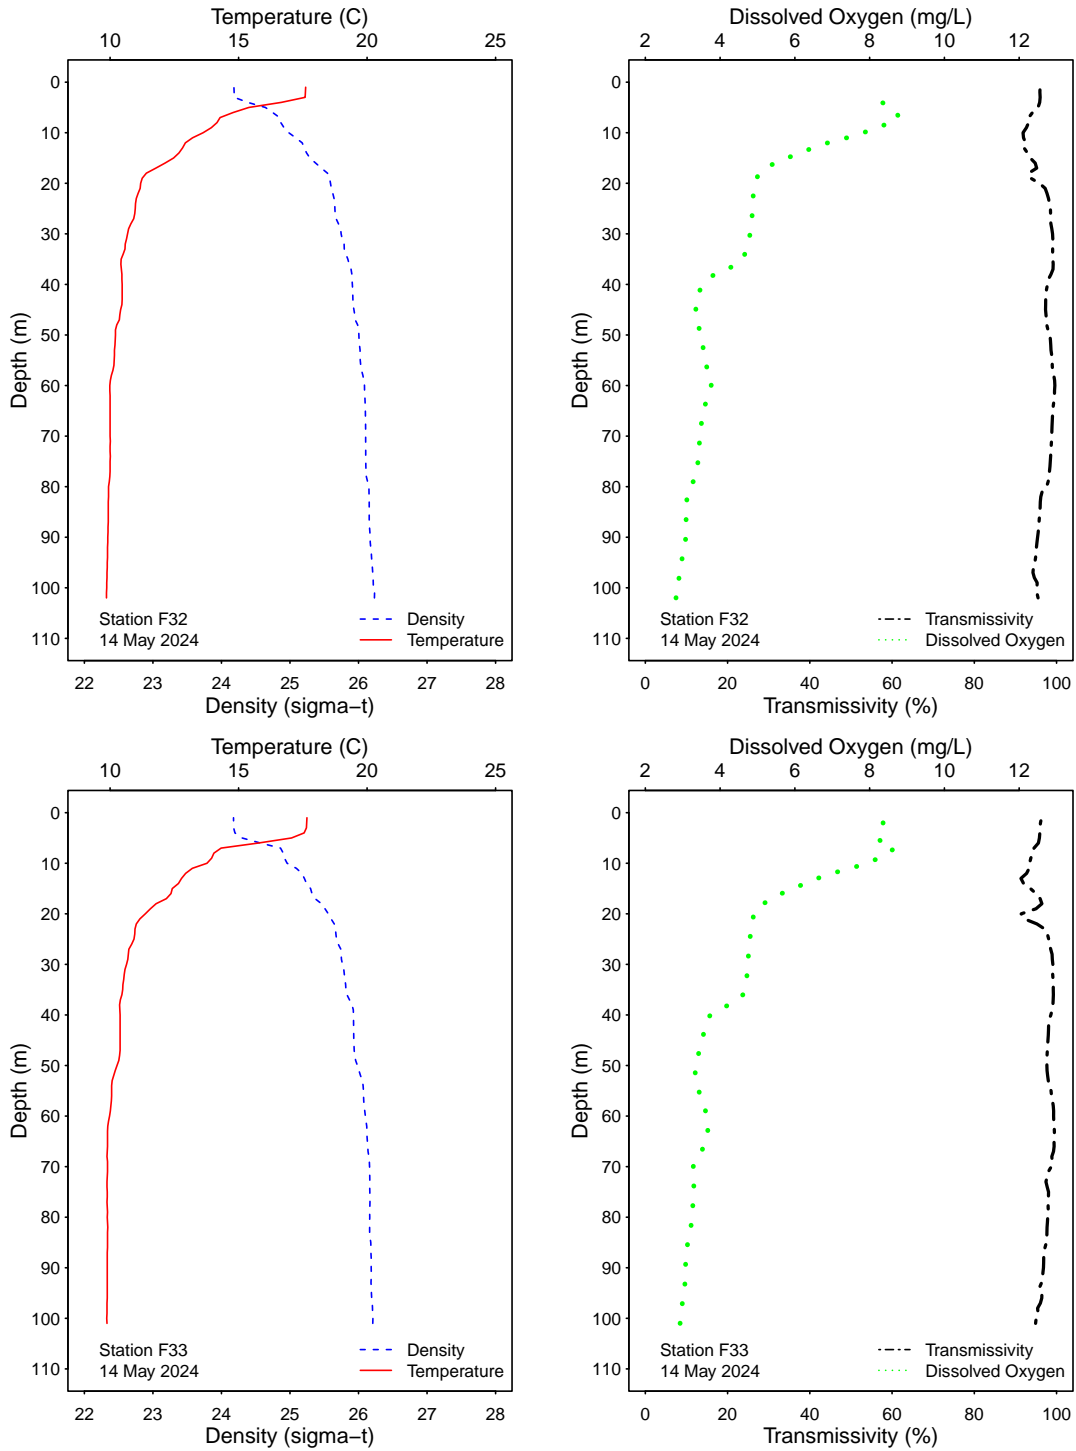 Temperature (C)
10 15 20 25
0
10
20
30
40
50
60
70
80
90
100
110
Depth (m)
Station F32
14 May 2024
Density
Temperature
22 23 24 25 26 27 28
Density (sigma−t)
Dissolved Oxygen (mg/L)
2 4 6 8 10 12
0
10
20
30
40
50
60
70
80
90
100
110
Depth (m)
Station F32
14 May 2024
Transmissivity
Dissolved Oxygen
0 20 40 60 80 100
Transmissivity (%)
Temperature (C)
10 15 20 25
0
10
20
30
40
50
60
70
80
90
100
110
Depth (m)
Station F33
14 May 2024
Density
Temperature
22 23 24 25 26 27 28
Density (sigma−t)
Dissolved Oxygen (mg/L)
2 4 6 8 10 12
0
10
20
30
40
50
60
70
80
90
100
110
Depth (m)
Station F33
14 May 2024
Transmissivity
Dissolved Oxygen
0 20 40 60 80 100
Transmissivity (%)